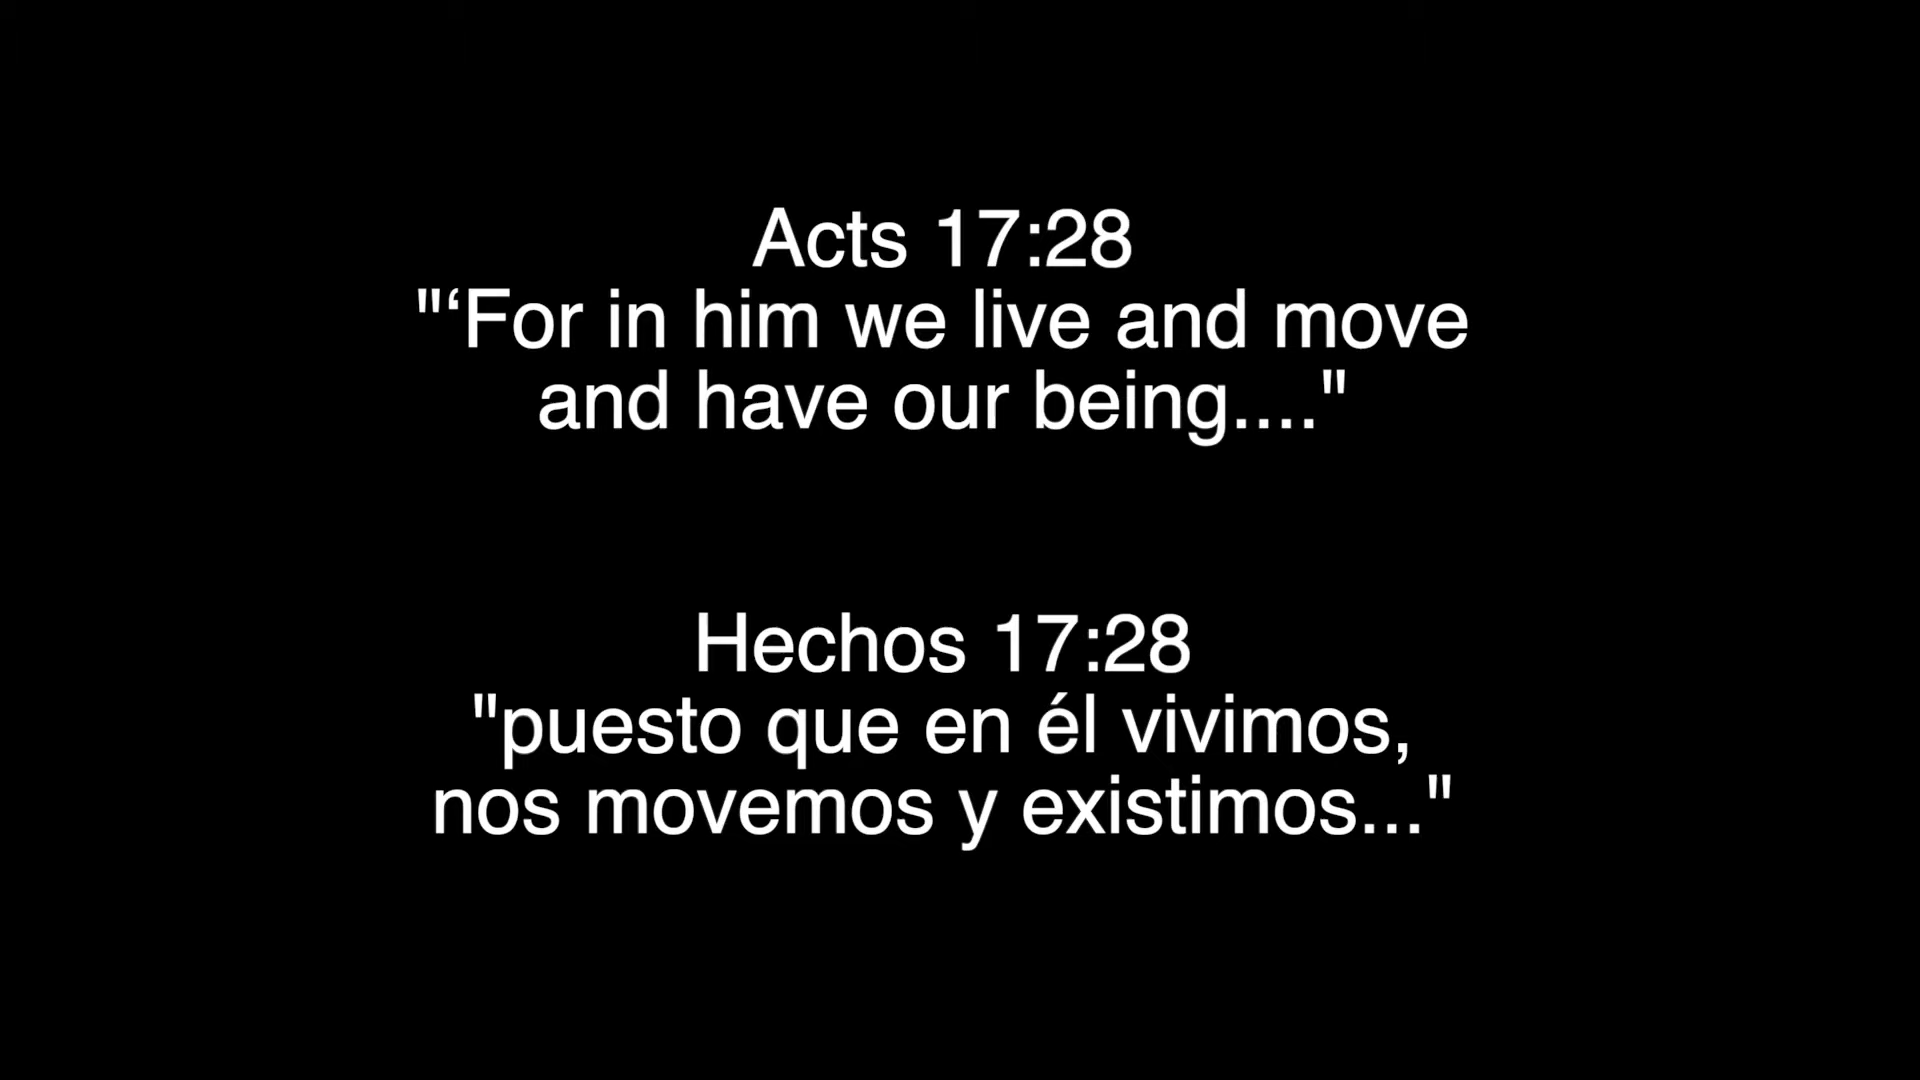 Acts 17:28
"‘For in him we live and move
and have our being...."
Hechos 17:28
"puesto que en él vivimos,
nos movemos y existimos..."